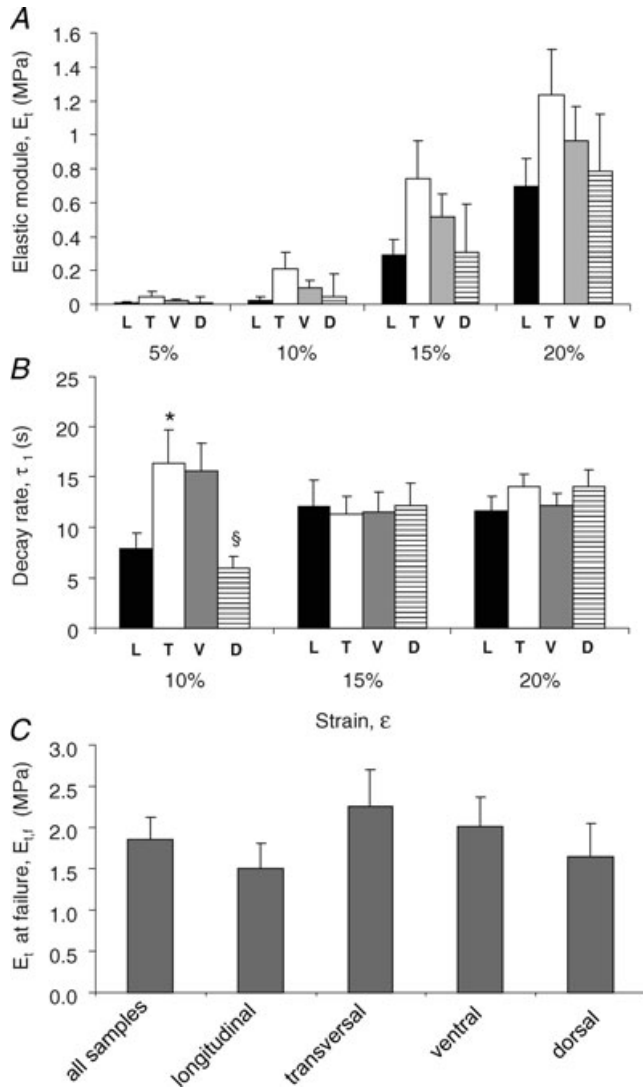 A
Elastic module, Eₜ (MPa)
1.6
1.4
1.2
1
0.8
0.6
0.4
0.2
0
L T V D L T V D L T V D L T V D
5% 10% 15% 20%
B
Decay rate, τ ₁ (s)
25
20
15
10
5
0
*
§
L T V D L T V D L T V D
10% 15% 20%
Strain, ε
C
Eₜ at failure, Eₜ,f (MPa)
3.0
2.5
2.0
1.5
1.0
0.5
0.0
all samples
longitudinal
transversal
ventral
dorsal